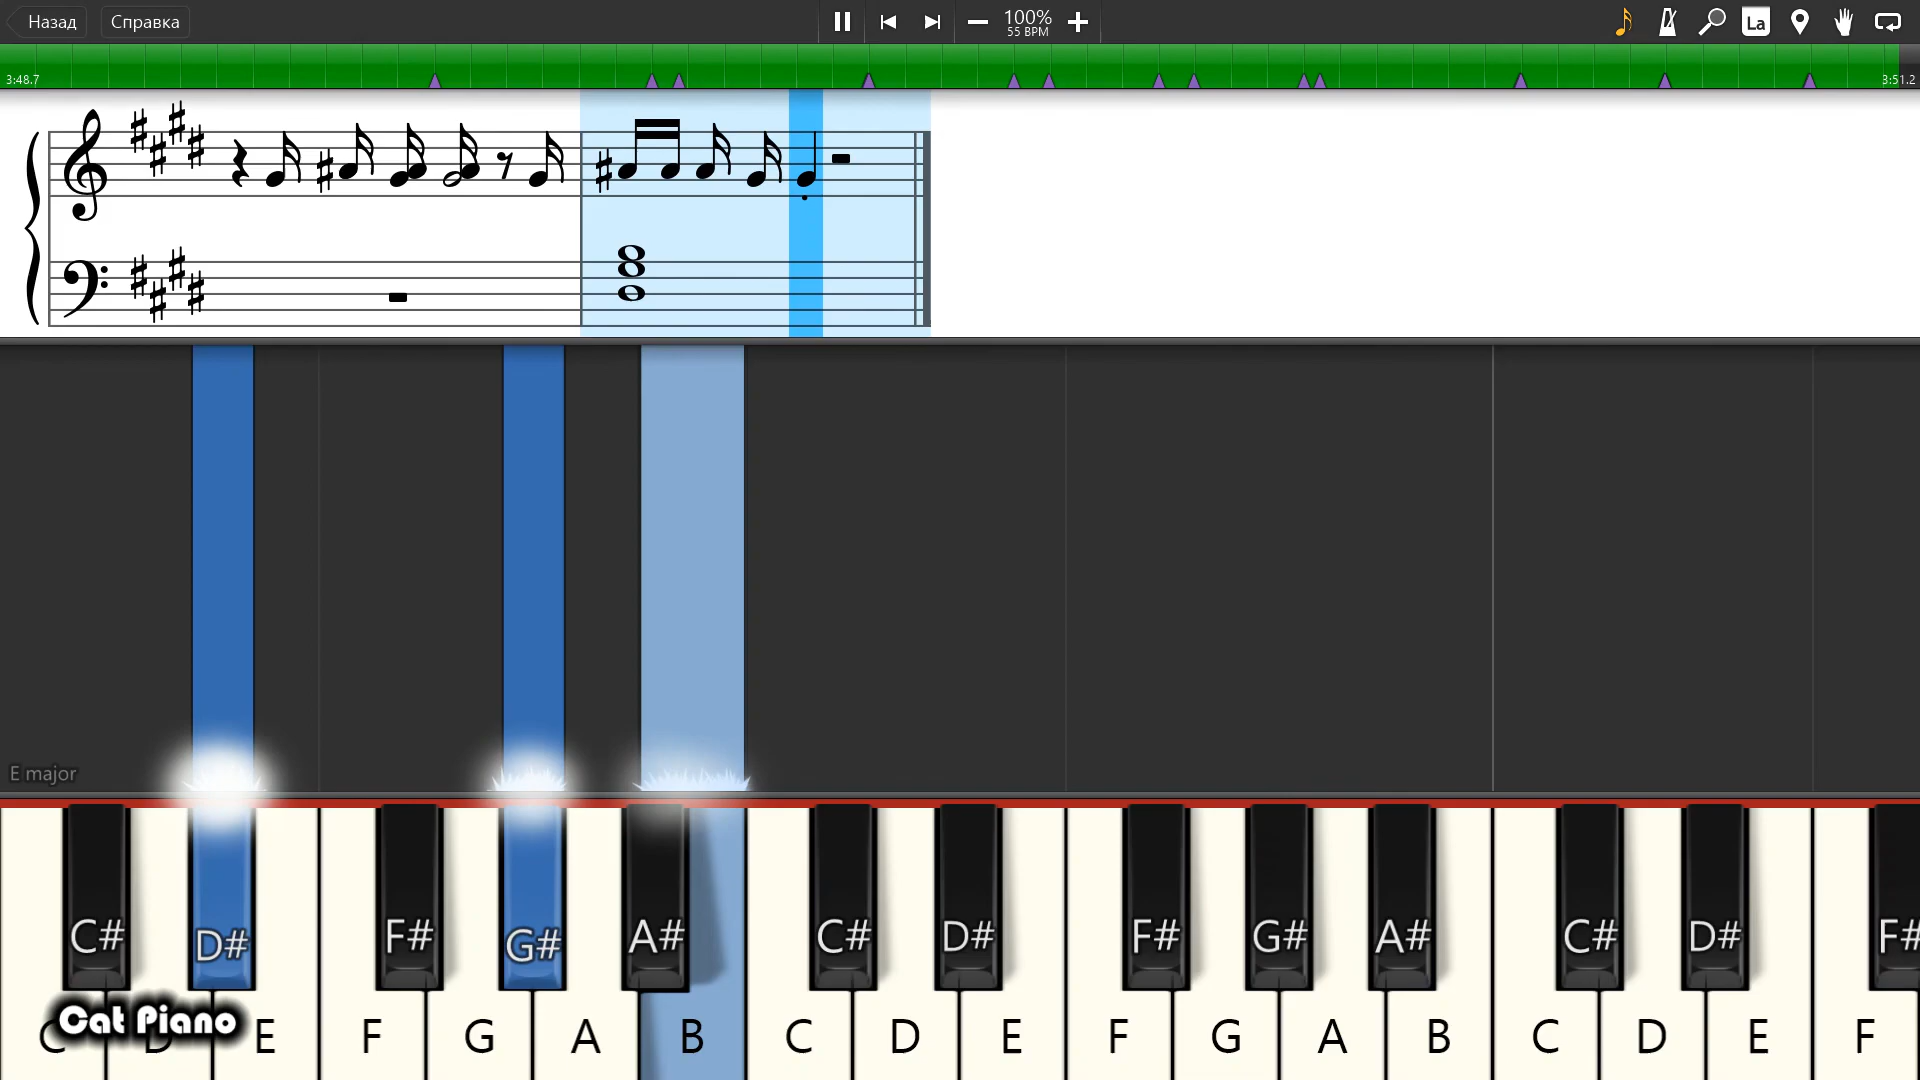 Назад Справка 100% La
55 BPM
3:48.7 3:51.2
E major
C# D# F# G# A# C# D# F# G# A# C# D# F#
Cat Piano
C D E F G A B C D E F G A B C D E F